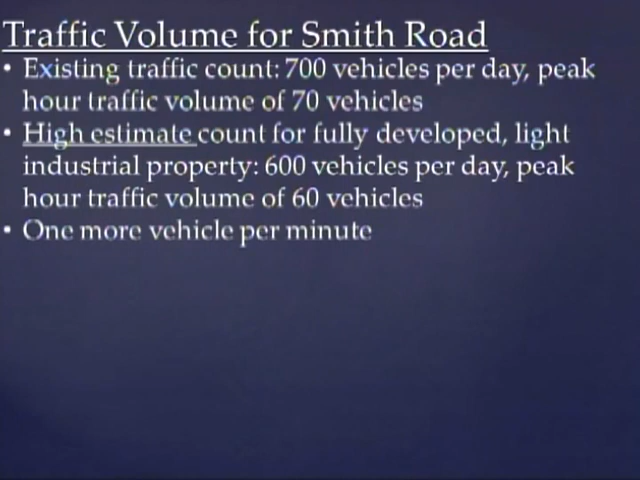 Traffic Volume for Smith Road
• Existing traffic count: 700 vehicles per day, peak
hour traffic volume of 70 vehicles
• High estimate count for fully developed, light
industrial property: 600 vehicles per day, peak
hour traffic volume of 60 vehicles
• One more vehicle per minute